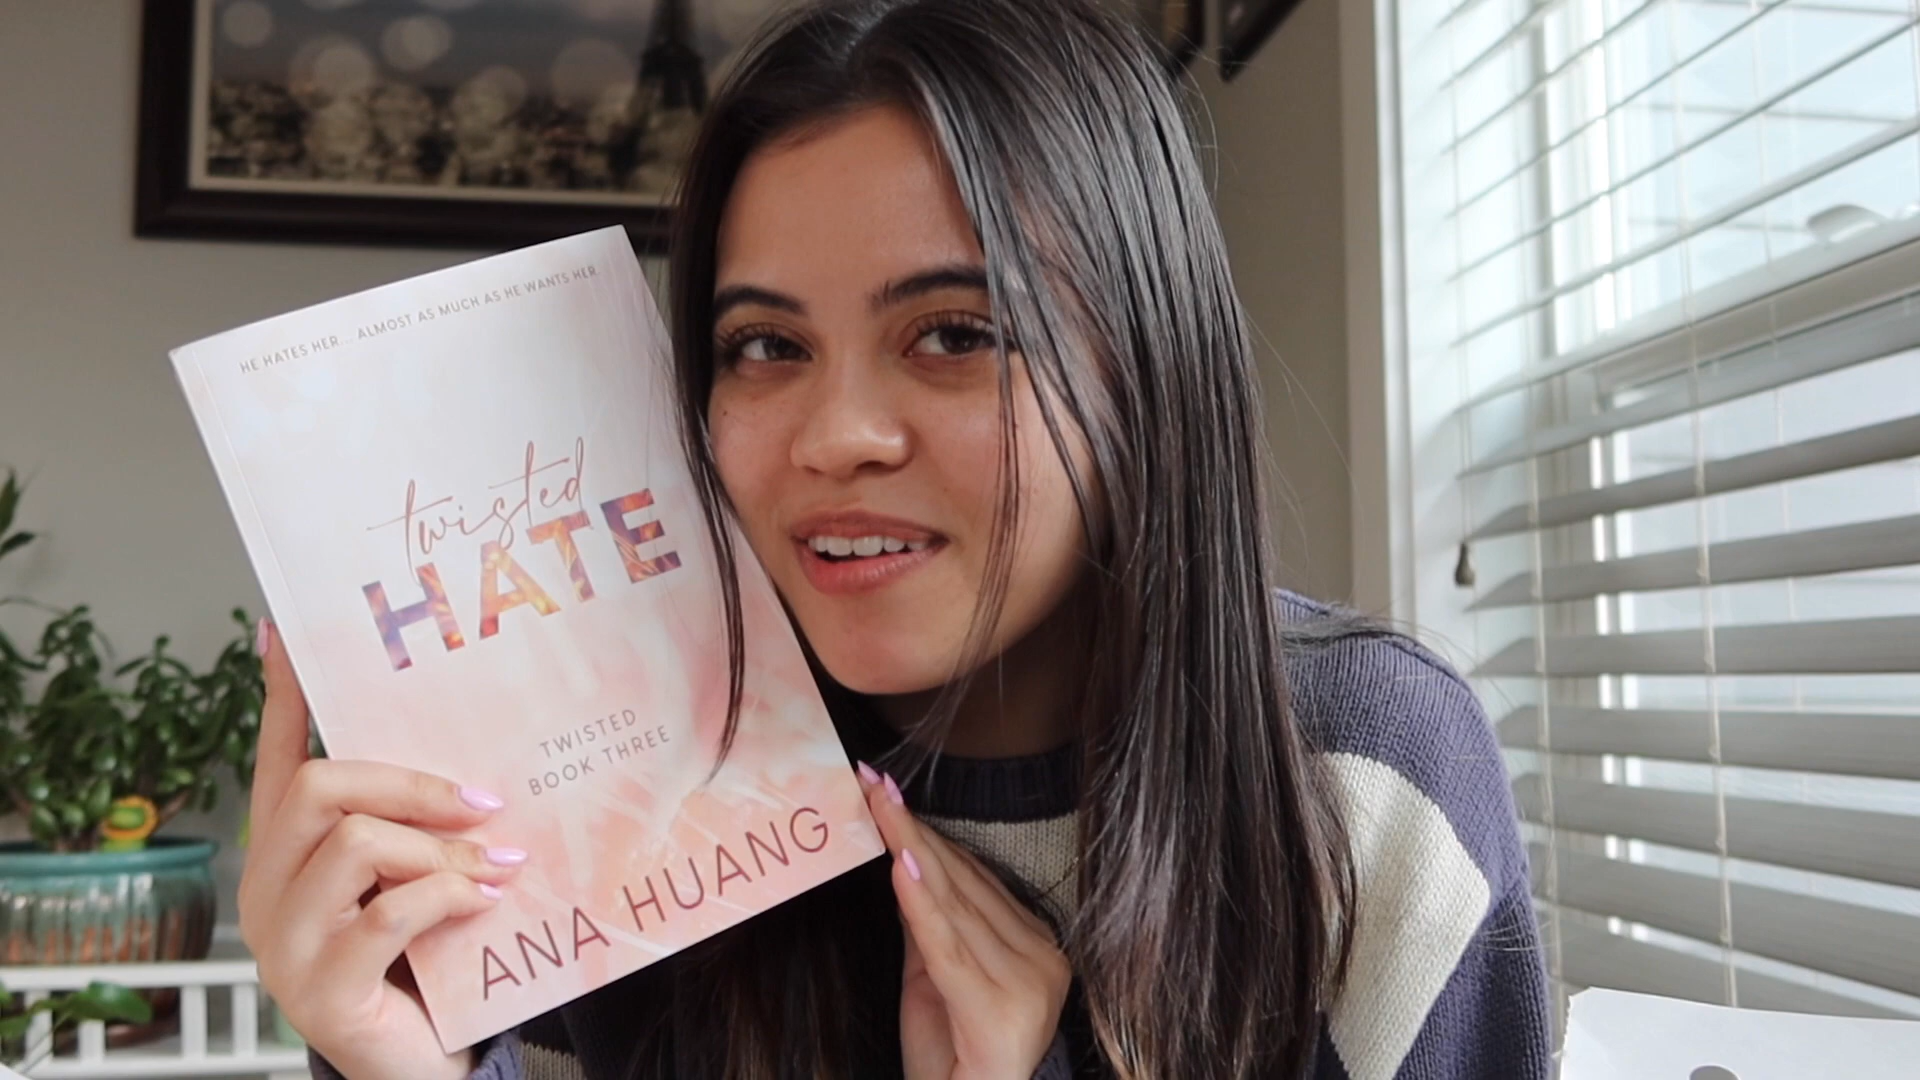 HE HATES HER... ALMOST AS MUCH AS HE WANTS HER.
twisted
HATE
TWISTED
BOOK THREE
ANA HUANG